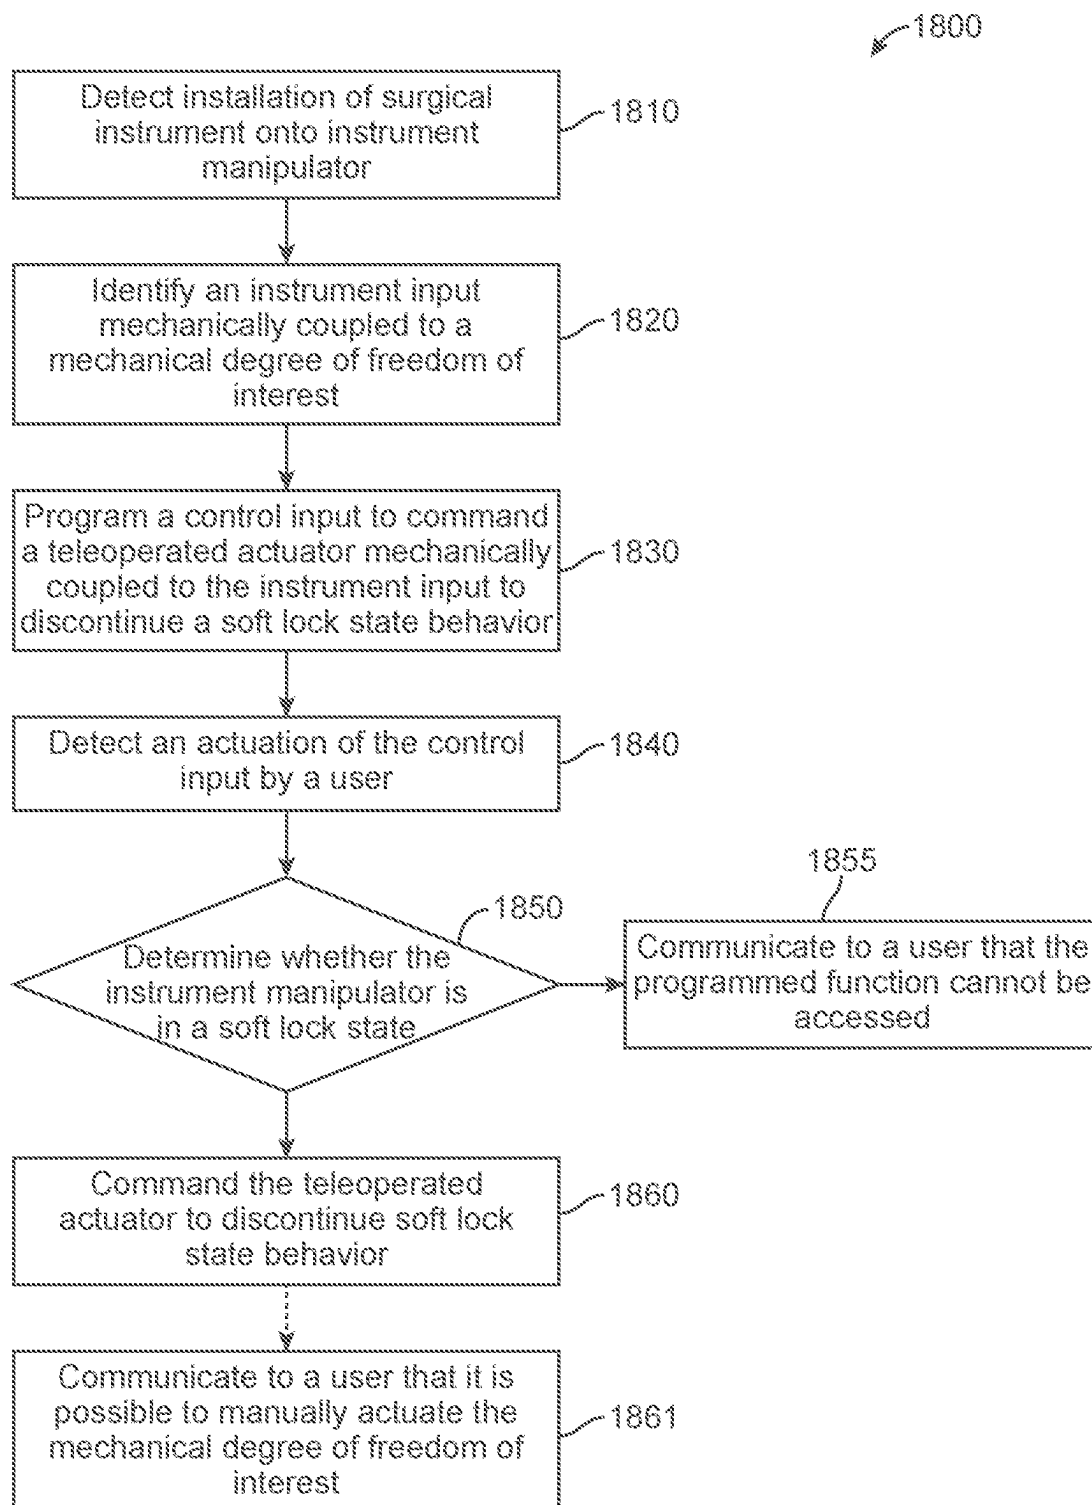 1800
Detect installation of surgical
instrument onto instrument
manipulator
1810
Identify an instrument input
mechanically coupled to a
mechanical degree of freedom of
interest
1820
Program a control input to command
a teleoperated actuator mechanically
coupled to the instrument input to
discontinue a soft lock state behavior
1830
Detect an actuation of the control
input by a user
1840
Determine whether the
instrument manipulator is
in a soft lock state
1850
1855
Communicate to a user that the
programmed function cannot be
accessed
Command the teleoperated
actuator to discontinue soft lock
state behavior
1860
Communicate to a user that it is
possible to manually actuate the
mechanical degree of freedom of
interest
1861